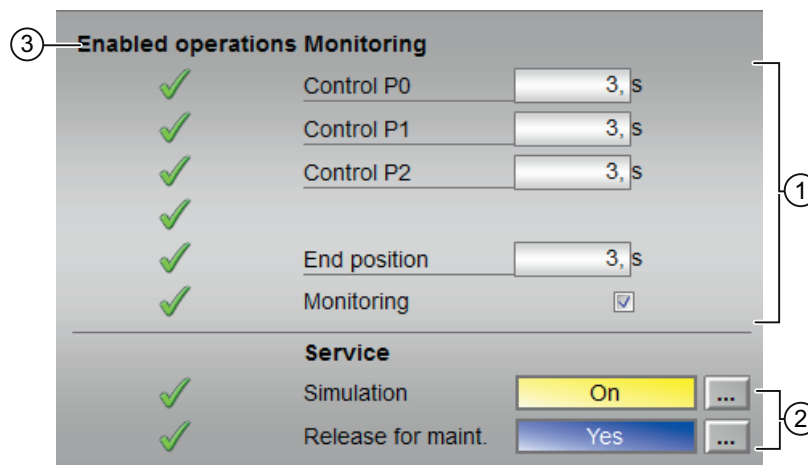 3 Enabled operations Monitoring
Control P0 3, s
Control P1 3, s
Control P2 3, s
End position 3, s
Monitoring
1
Service
Simulation On ...
Release for maint. Yes ...
2